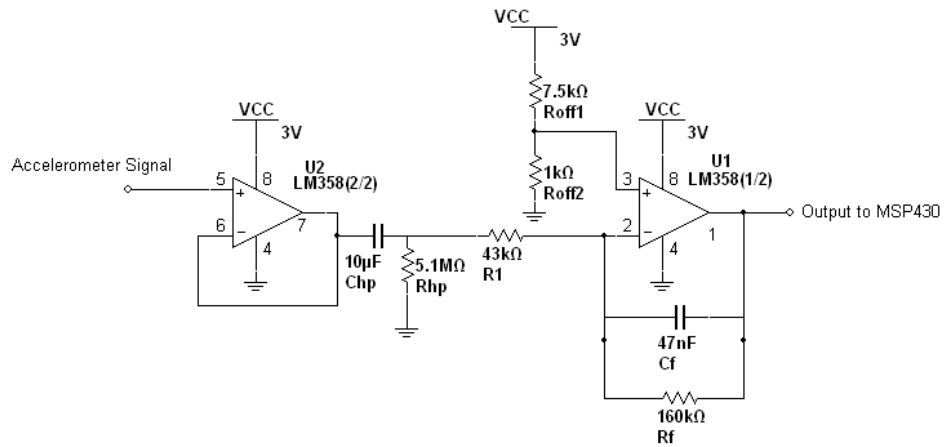 VCC
3V
7.5kΩ
Roff1
VCC
3V
VCC
3V
Accelerometer Signal
U2
LM358(2/2)
1kΩ
Roff2
U1
LM358(1/2)
5
8
+
6
−
7
4
3
8
+
2
−
1
4
Output to MSP430
10µF
Chp
5.1MΩ
Rhp
43kΩ
R1
47nF
Cf
160kΩ
Rf